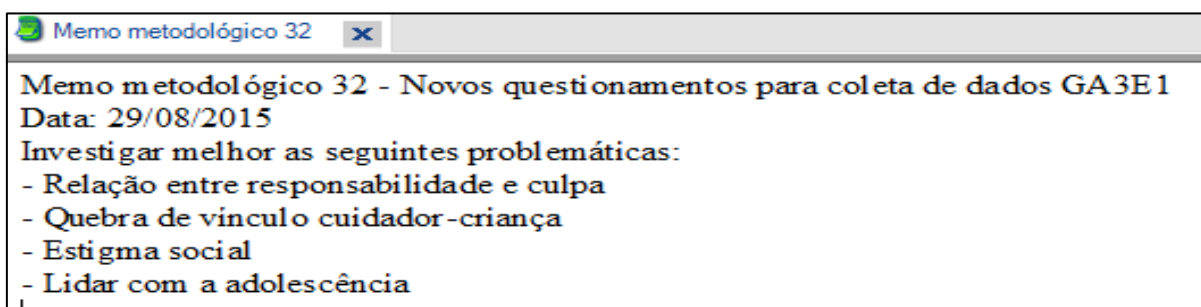 Memo metodológico 32
Memo metodológico 32 - Novos questionamentos para coleta de dados GA3E1
Data: 29/08/2015
Investigar melhor as seguintes problemáticas:
- Relação entre responsabilidade e culpa
- Quebra de vínculo cuidador-criança
- Estigma social
- Lidar com a adolescência